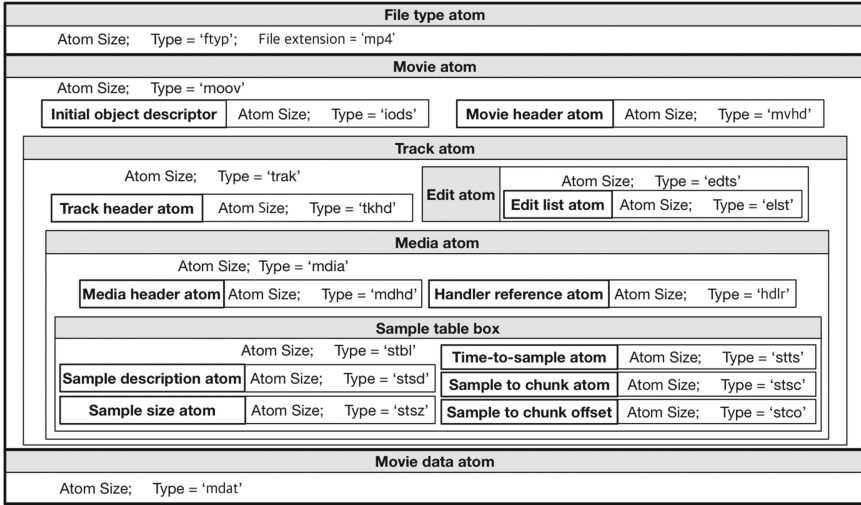 File type atom
Atom Size; Type = ‘ftyp’; File extension = ‘mp4’
Movie atom
Atom Size; Type = ‘moov’
Initial object descriptor Atom Size; Type = ‘iods’ Movie header atom Atom Size; Type = ‘mvhd’
Track atom
Atom Size; Type = ‘trak’
Edit atom
Atom Size; Type = ‘edts’
Track header atom Atom Size; Type = ‘tkhd’
Edit list atom Atom Size; Type = ‘elst’
Media atom
Atom Size; Type = ‘mdia’
Media header atom Atom Size; Type = ‘mdhd’ Handler reference atom Atom Size; Type = ‘hdlr’
Sample table box
Atom Size; Type = ‘stbl’
Time-to-sample atom Atom Size; Type = ‘stts’
Sample description atom Atom Size; Type = ‘stsd’
Sample to chunk atom Atom Size; Type = ‘stsc’
Sample size atom Atom Size; Type = ‘stsz’
Sample to chunk offset Atom Size; Type = ‘stco’
Movie data atom
Atom Size; Type = ‘mdat’